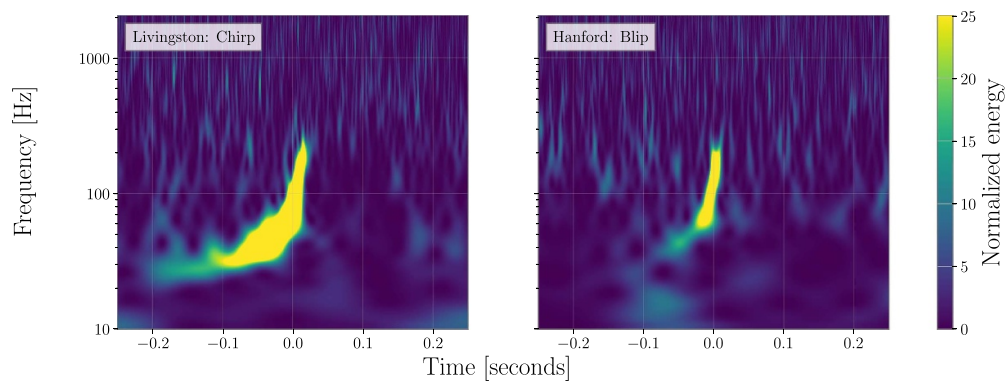 Livingston: Chirp
Hanford: Blip
Frequency [Hz]
1000
100
10
−0.2 −0.1 0.0 0.1 0.2
−0.2 −0.1 0.0 0.1 0.2
Time [seconds]
25
20
15
10
5
0
Normalized energy